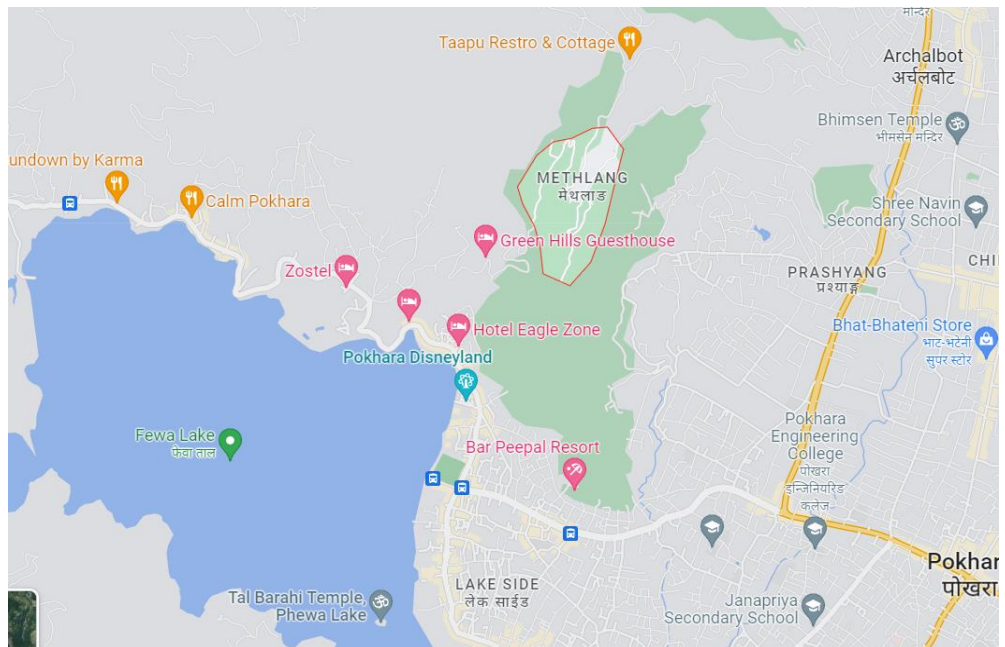 मन्दिर
Taapu Restro & Cottage
Archalbot
अर्चलबोट
Bhimsen Temple
भीमसेन मन्दिर
undown by Karma
Calm Pokhara
METHLANG
मेथलाङ
Shree Navin
Secondary School
Green Hills Guesthouse
Zostel
PRASHYANG
प्रश्याङ्ग
CHI
Hotel Eagle Zone
Bhat-Bhateni Store
भाट-भटेनी
सुपर स्टोर
Pokhara Disneyland
Fewa Lake
फेवा ताल
Bar Peepal Resort
Pokhara
Engineering
College
पोखरा
इन्जिनियरिङ
कलेज
LAKE SIDE
लेक साईड
Pokhar
पोखरा
Tal Barahi Temple,
Phewa Lake
Janapriya
Secondary School